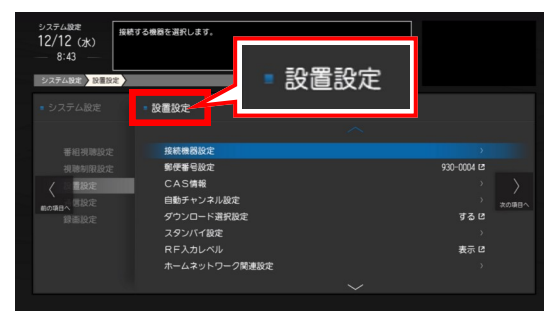 システム設定
12/12（水）
8:43
接続する機器を選択します。
システム設定 設置設定
設置設定
システム設定
設置設定
番組視聴設定
視聴制限設定
設置設定
録画設定
前の項目へ
次の項目へ
接続機器設定
郵便番号設定 930-0004
CAS情報
自動チャンネル設定
ダウンロード選択設定 する
スタンバイ設定
RF入力レベル 表示
ホームネットワーク関連設定